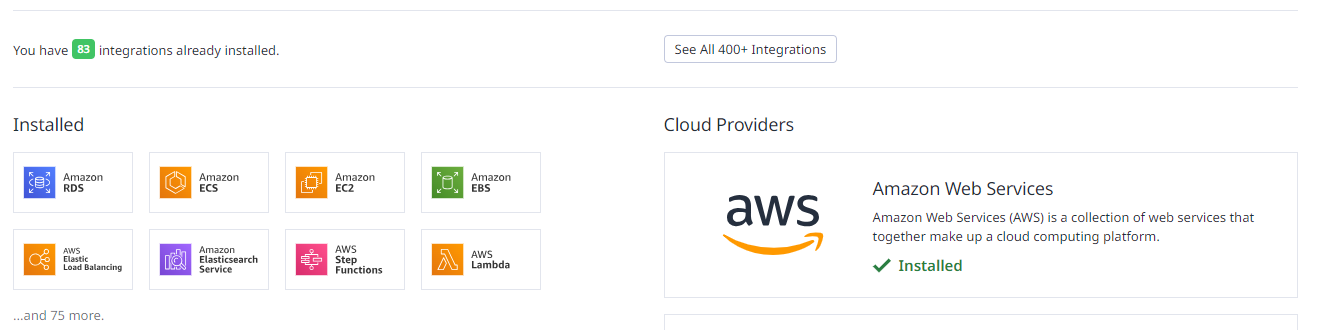 You have 83 integrations already installed.
See All 400+ Integrations
Installed
Amazon
RDS
Amazon
ECS
Amazon
EC2
Amazon
EBS
AWS
Elastic
Load Balancing
Amazon
Elasticsearch
Service
AWS
Step
Functions
AWS
Lambda
...and 75 more.
Cloud Providers
aws
Amazon Web Services
Amazon Web Services (AWS) is a collection of web services that
together make up a cloud computing platform.
Installed